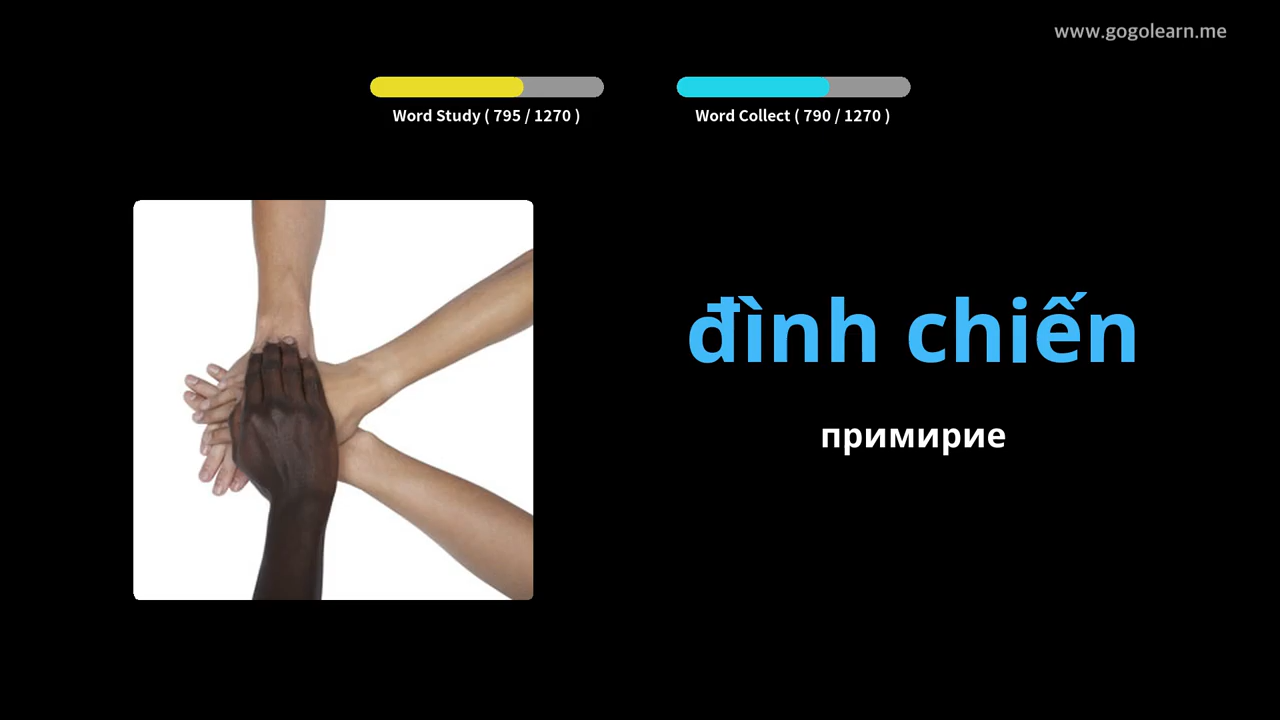 www.gogolearn.me
Word Study ( 795 / 1270 )
Word Collect ( 790 / 1270 )
đình chiến
примирие